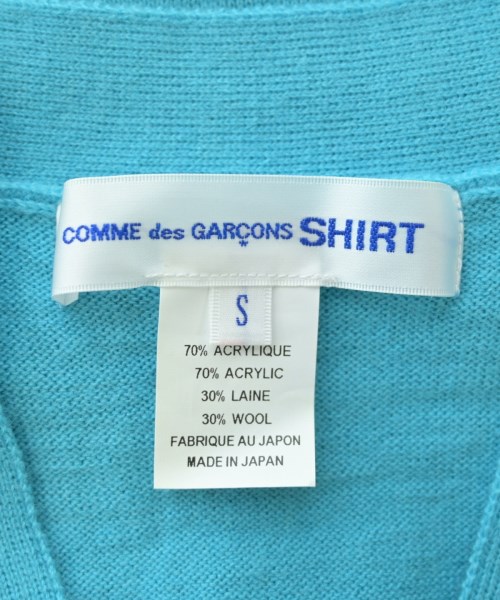 COMME des GARÇONS SHIRT
S
70% ACRYLIQUE
70% ACRYLIC
30% LAINE
30% WOOL
FABRIQUE AU JAPON
MADE IN JAPAN